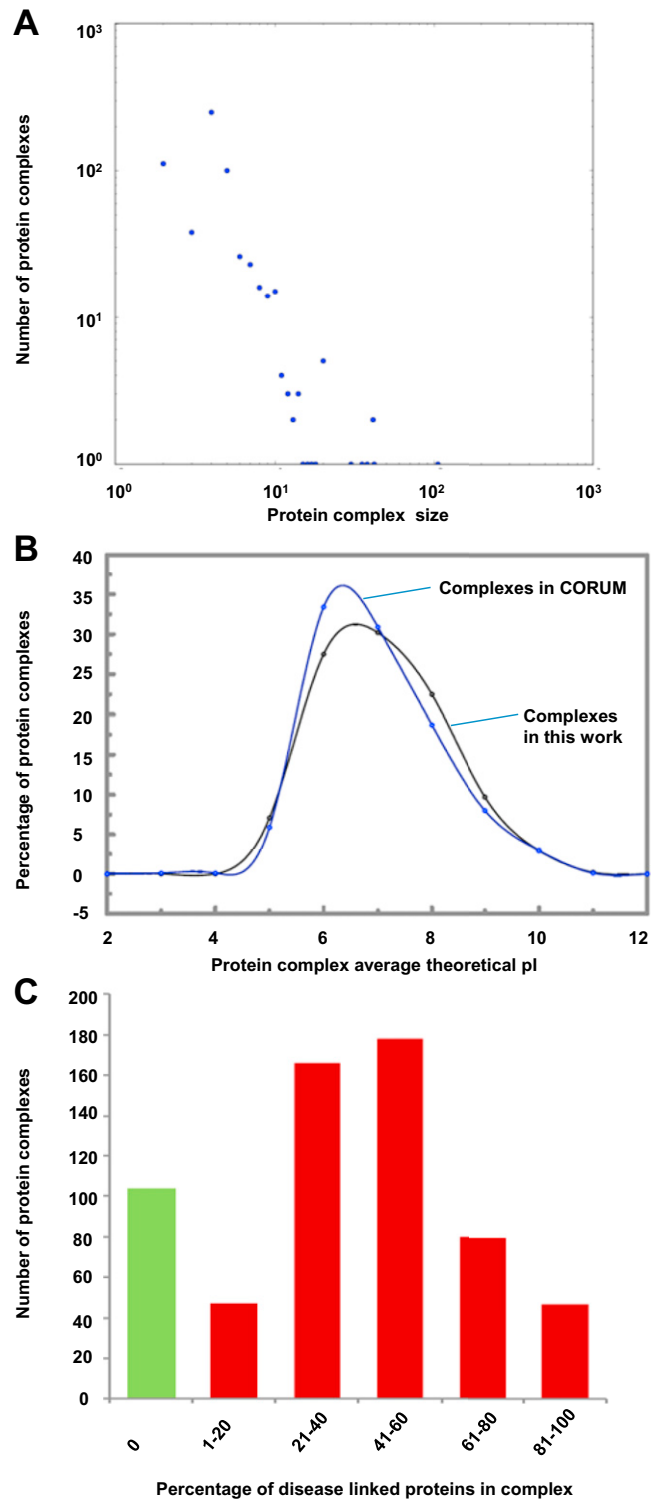 A
Number of protein complexes
10³
10²
10¹
10⁰
10⁰ 10¹ 10² 10³
Protein complex size
B
Percentage of protein complexes
40
35
30
25
20
15
10
5
0
-5
Complexes in CORUM
Complexes
in this work
2 4 6 8 10 12
Protein complex average theoretical pI
C
Number of protein complexes
200
180
160
140
120
100
80
60
40
20
0
0 1-20 21-40 41-60 61-80 81-100
Percentage of disease linked proteins in complex